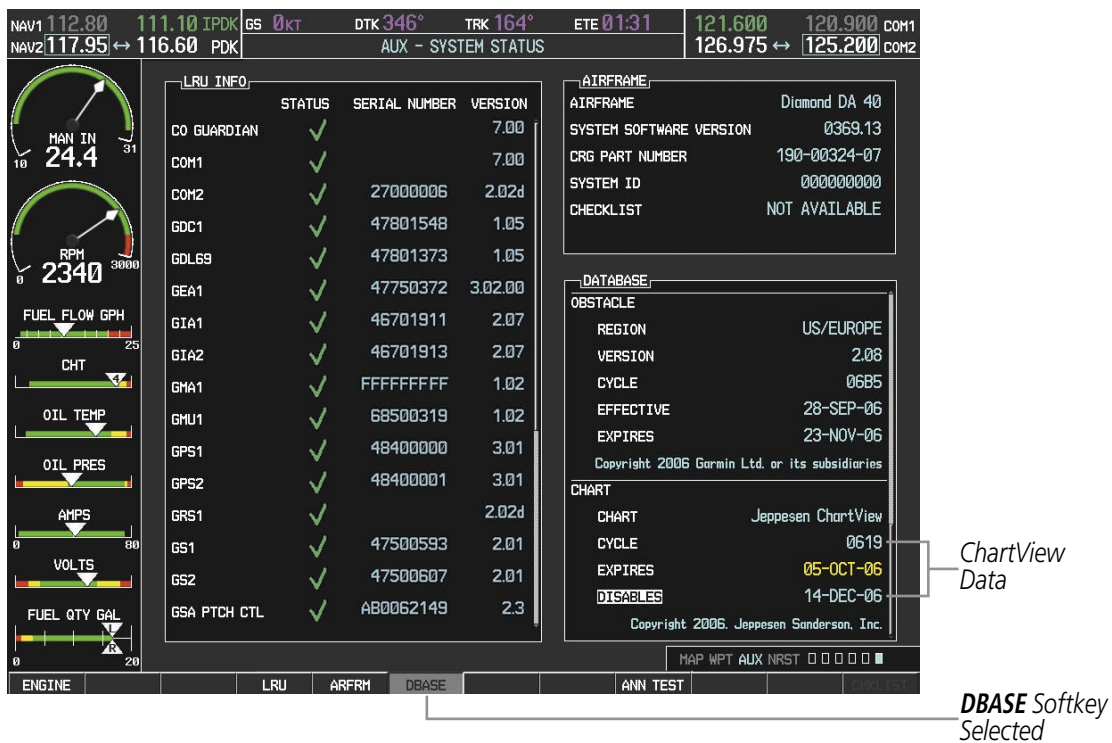 NAV1 112.80 111.10 IPDK GS 0KT DTK 346° TRK 164° ETE 01:31 121.600 120.900 COM1
NAV2 117.95 ↔ 116.60 PDK AUX - SYSTEM STATUS 126.975 ↔ 125.200 COM2
MAN IN
10 24.4 31
RPM
0 2340 3000
FUEL FLOW GPH
0 25
CHT
4
OIL TEMP
OIL PRES
AMPS
0 80
VOLTS
FUEL QTY GAL
L
R
0 20
LRU INFO
STATUS SERIAL NUMBER VERSION
CO GUARDIAN ✓ 7.00
COM1 ✓ 7.00
COM2 ✓ 27000006 2.02d
GDC1 ✓ 47801548 1.05
GDL69 ✓ 47801373 1.05
GEA1 ✓ 47750372 3.02.00
GIA1 ✓ 46701911 2.07
GIA2 ✓ 46701913 2.07
GMA1 ✓ FFFFFFFFF 1.02
GMU1 ✓ 68500319 1.02
GPS1 ✓ 48400000 3.01
GPS2 ✓ 48400001 3.01
GRS1 ✓ 2.02d
GS1 ✓ 47500593 2.01
GS2 ✓ 47500607 2.01
GSA PTCH CTL ✓ AB0062149 2.3
AIRFRAME
AIRFRAME Diamond DA 40
SYSTEM SOFTWARE VERSION 0369.13
CRG PART NUMBER 190-00324-07
SYSTEM ID 000000000
CHECKLIST NOT AVAILABLE
DATABASE
OBSTACLE
REGION US/EUROPE
VERSION 2.08
CYCLE 06B5
EFFECTIVE 28-SEP-06
EXPIRES 23-NOV-06
Copyright 2006 Garmin Ltd. or its subsidiaries
CHART
CHART Jeppesen ChartView
CYCLE 0619
EXPIRES 05-OCT-06
DISABLES 14-DEC-06
Copyright 2006. Jeppesen Sanderson, Inc.
ChartView
Data
MAP WPT AUX NRST
ENGINE LRU ARFRM DBASE ANN TEST CHKLIST
DBASE Softkey
Selected